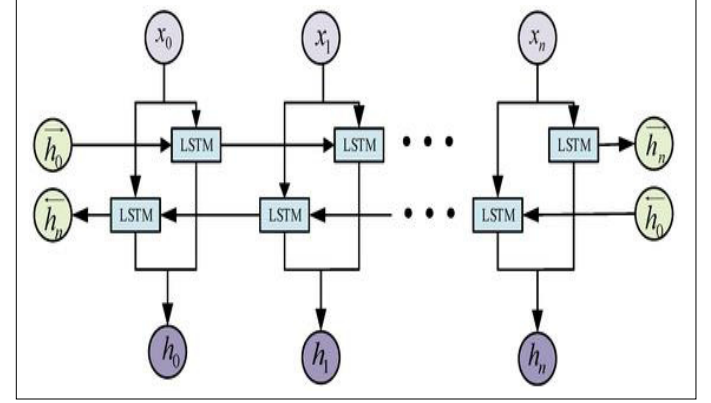 x₀ x₁ xₙ
h₀→ LSTM LSTM • • • LSTM hₙ→
hₙ← LSTM LSTM • • • LSTM h₀←
h₀ h₁ hₙ